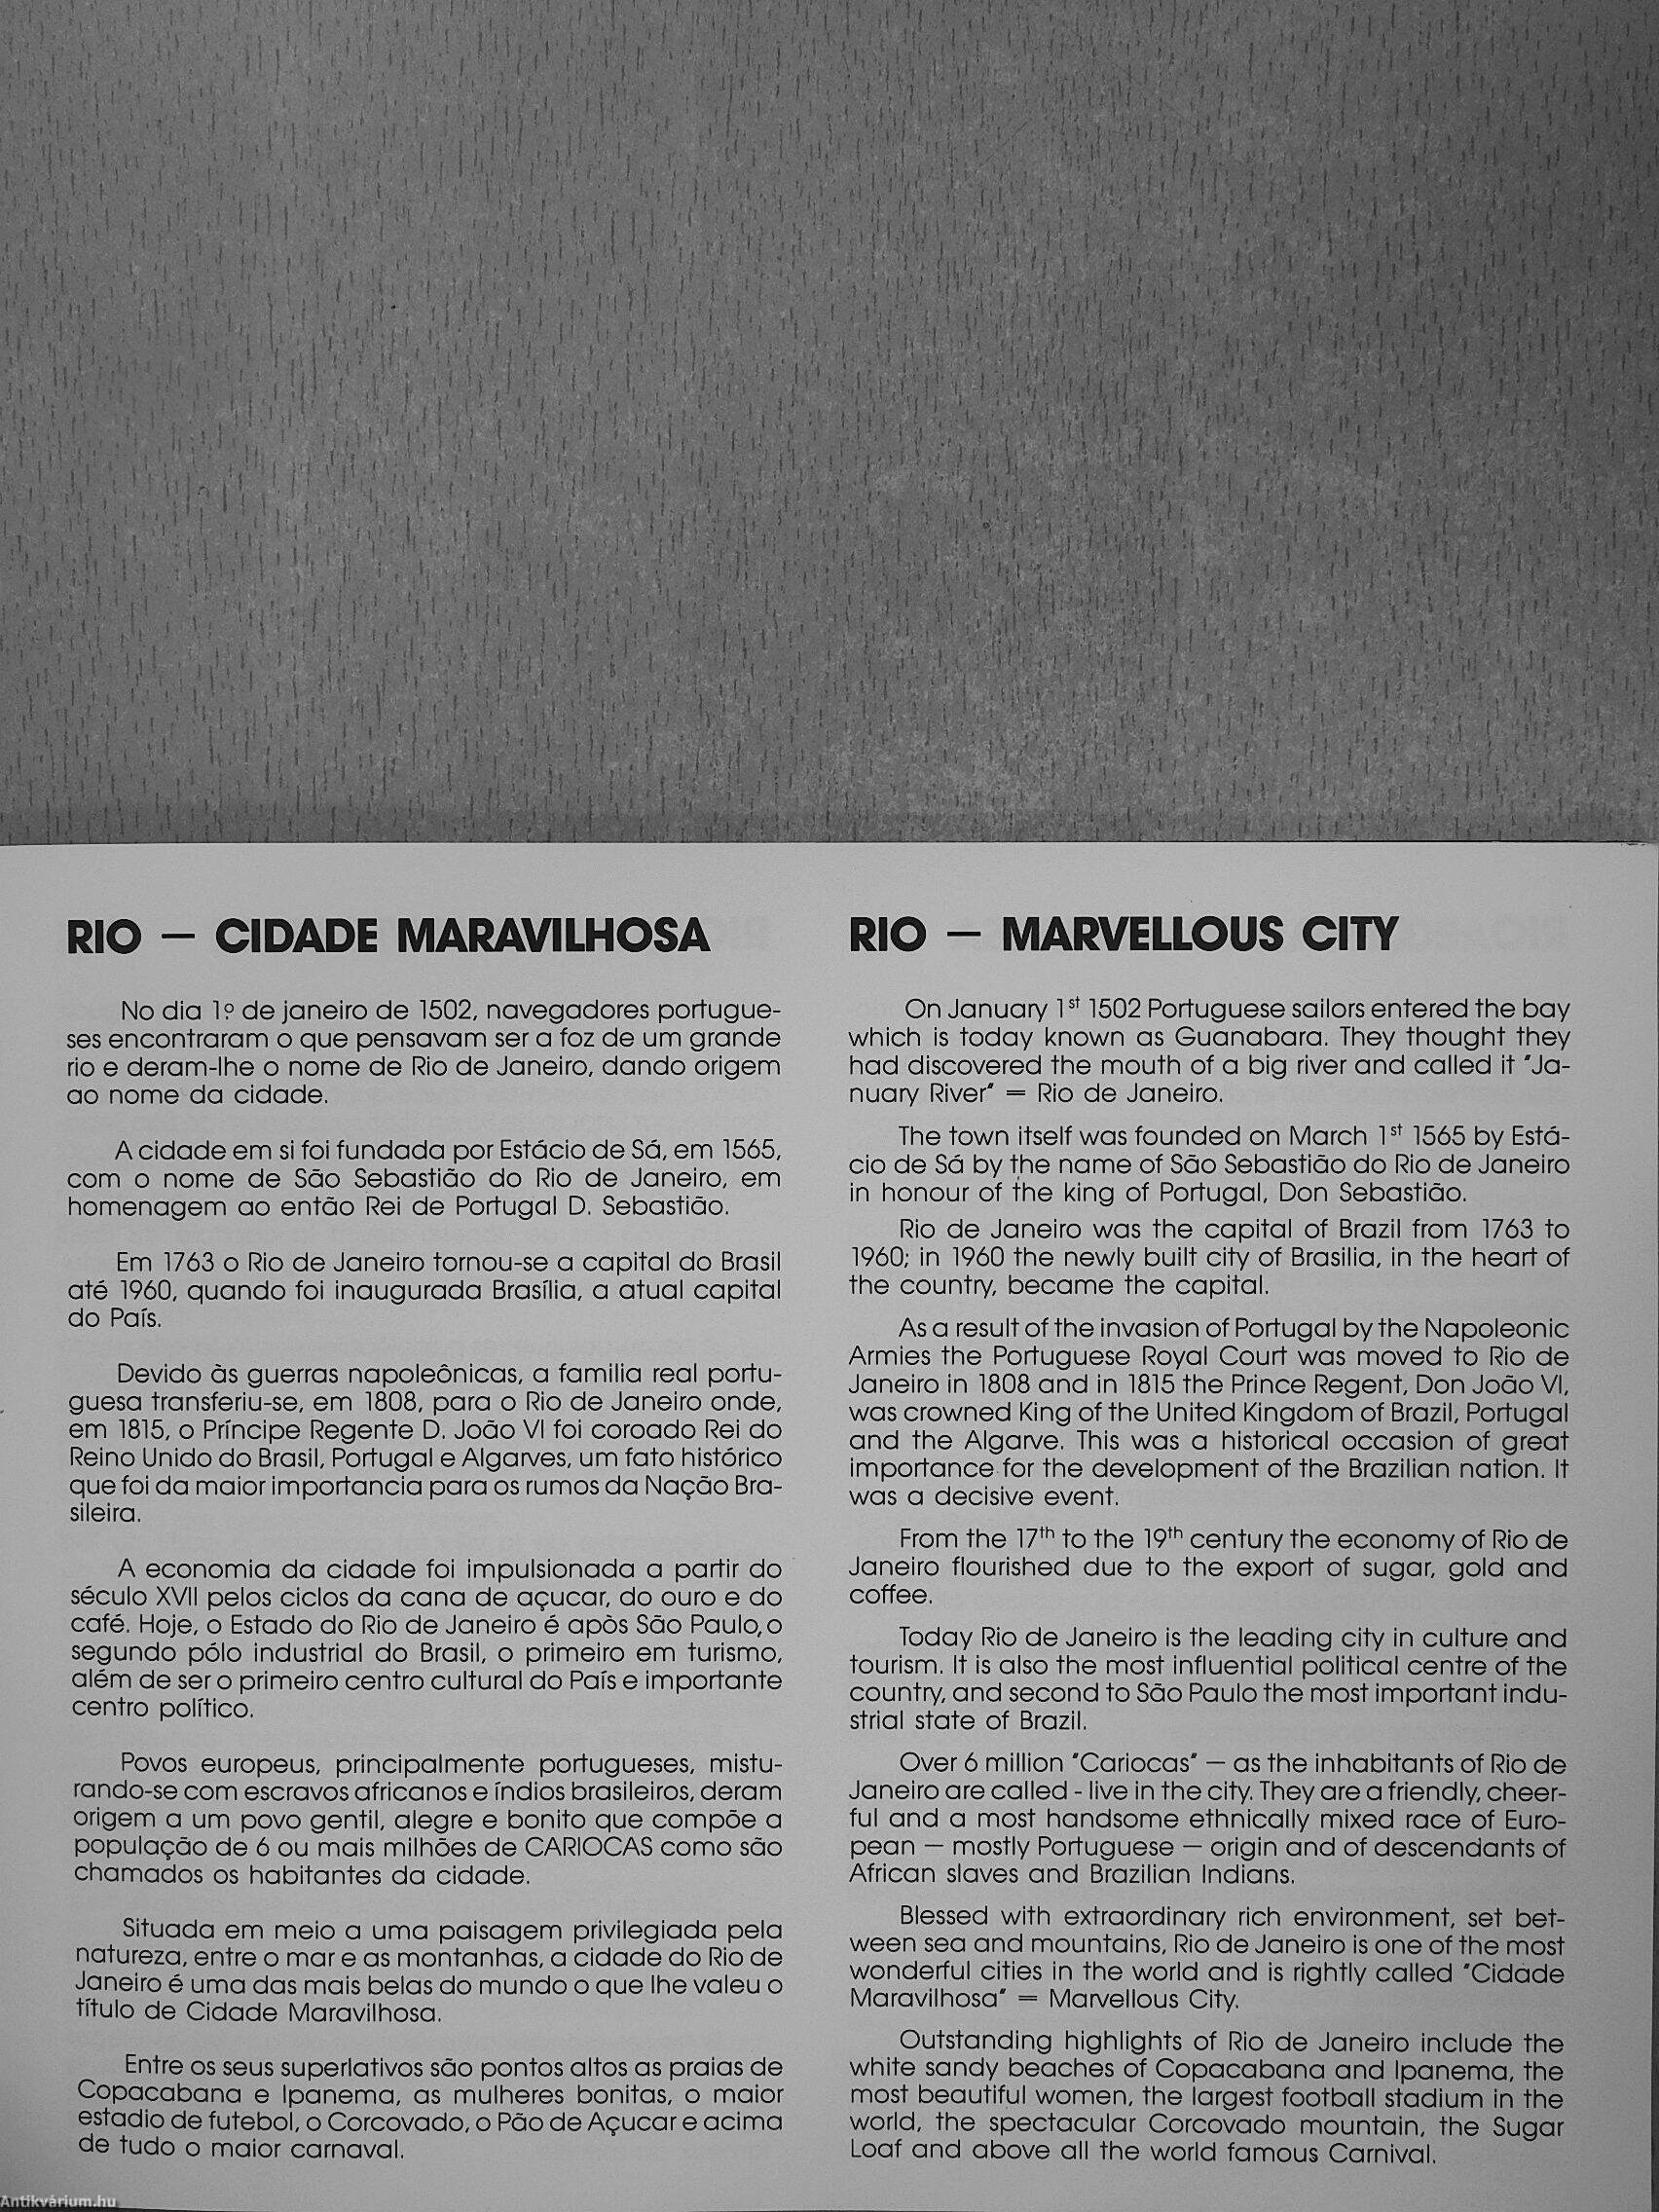 RIO — CIDADE MARAVILHOSA
No dia 1º de janeiro de 1502, navegadores portugue-
ses encontraram o que pensavam ser a foz de um grande
rio e deram-lhe o nome de Rio de Janeiro, dando origem
ao nome da cidade.
A cidade em si foi fundada por Estácio de Sá, em 1565,
com o nome de São Sebastião do Rio de Janeiro, em
homenagem ao então Rei de Portugal D. Sebastião.
Em 1763 o Rio de Janeiro tornou-se a capital do Brasil
até 1960, quando foi inaugurada Brasília, a atual capital
do País.
Devido às guerras napoleônicas, a familia real portu-
guesa transferiu-se, em 1808, para o Rio de Janeiro onde,
em 1815, o Príncipe Regente D. João VI foi coroado Rei do
Reino Unido do Brasil, Portugal e Algarves, um fato histórico
que foi da maior importancia para os rumos da Nação Bra-
sileira.
A economia da cidade foi impulsionada a partir do
século XVII pelos ciclos da cana de açucar, do ouro e do
café. Hoje, o Estado do Rio de Janeiro é apòs São Paulo, o
segundo pólo industrial do Brasil, o primeiro em turismo,
além de ser o primeiro centro cultural do País e importante
centro político.
Povos europeus, principalmente portugueses, mistu-
rando-se com escravos africanos e índios brasileiros, deram
origem a um povo gentil, alegre e bonito que compõe a
população de 6 ou mais milhões de CARIOCAS como são
chamados os habitantes da cidade.
Situada em meio a uma paisagem privilegiada pela
natureza, entre o mar e as montanhas, a cidade do Rio de
Janeiro é uma das mais belas do mundo o que lhe valeu o
título de Cidade Maravilhosa.
Entre os seus superlativos são pontos altos as praias de
Copacabana e Ipanema, as mulheres bonitas, o maior
estadio de futebol, o Corcovado, o Pão de Açucar e acima
de tudo o maior carnaval.
RIO — MARVELLOUS CITY
On January 1st 1502 Portuguese sailors entered the bay
which is today known as Guanabara. They thought they
had discovered the mouth of a big river and called it "Ja-
nuary River" = Rio de Janeiro.
The town itself was founded on March 1st 1565 by Está-
cio de Sá by the name of São Sebastião do Rio de Janeiro
in honour of the king of Portugal, Don Sebastião.
Rio de Janeiro was the capital of Brazil from 1763 to
1960; in 1960 the newly built city of Brasilia, in the heart of
the country, became the capital.
As a result of the invasion of Portugal by the Napoleonic
Armies the Portuguese Royal Court was moved to Rio de
Janeiro in 1808 and in 1815 the Prince Regent, Don João VI,
was crowned King of the United Kingdom of Brazil, Portugal
and the Algarve. This was a historical occasion of great
importance for the development of the Brazilian nation. It
was a decisive event.
From the 17th to the 19th century the economy of Rio de
Janeiro flourished due to the export of sugar, gold and
coffee.
Today Rio de Janeiro is the leading city in culture and
tourism. It is also the most influential political centre of the
country, and second to São Paulo the most important indu-
strial state of Brazil.
Over 6 million "Cariocas" — as the inhabitants of Rio de
Janeiro are called - live in the city. They are a friendly, cheer-
ful and a most handsome ethnically mixed race of Euro-
pean — mostly Portuguese — origin and of descendants of
African slaves and Brazilian Indians.
Blessed with extraordinary rich environment, set bet-
ween sea and mountains, Rio de Janeiro is one of the most
wonderful cities in the world and is rightly called "Cidade
Maravilhosa" = Marvellous City.
Outstanding highlights of Rio de Janeiro include the
white sandy beaches of Copacabana and Ipanema, the
most beautiful women, the largest football stadium in the
world, the spectacular Corcovado mountain, the Sugar
Loaf and above all the world famous Carnival.
Antikvárium.hu